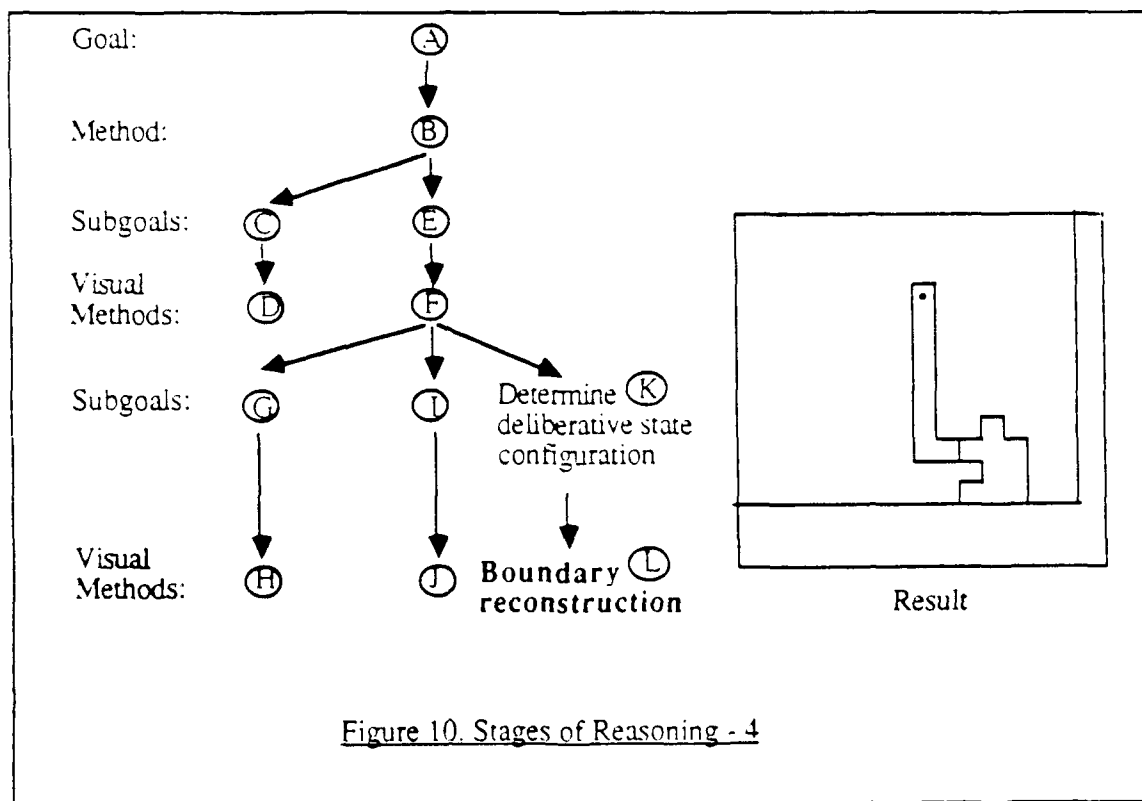 Goal: A
Method: B
Subgoals: C E
Visual
Methods: D F
Subgoals: G I Determine K
deliberative state
configuration
Visual
Methods: H J Boundary L
reconstruction
Result
Figure 10. Stages of Reasoning - 4